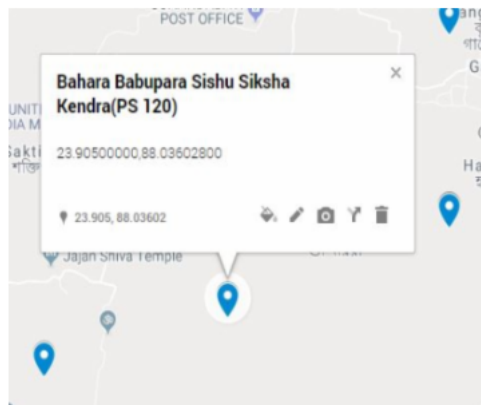 POST OFFICE
Bahara Babupara Sishu Siksha
Kendra(PS 120)
23.90500000,88.03602800
23.905, 88.03602
Jajan Shiva Temple